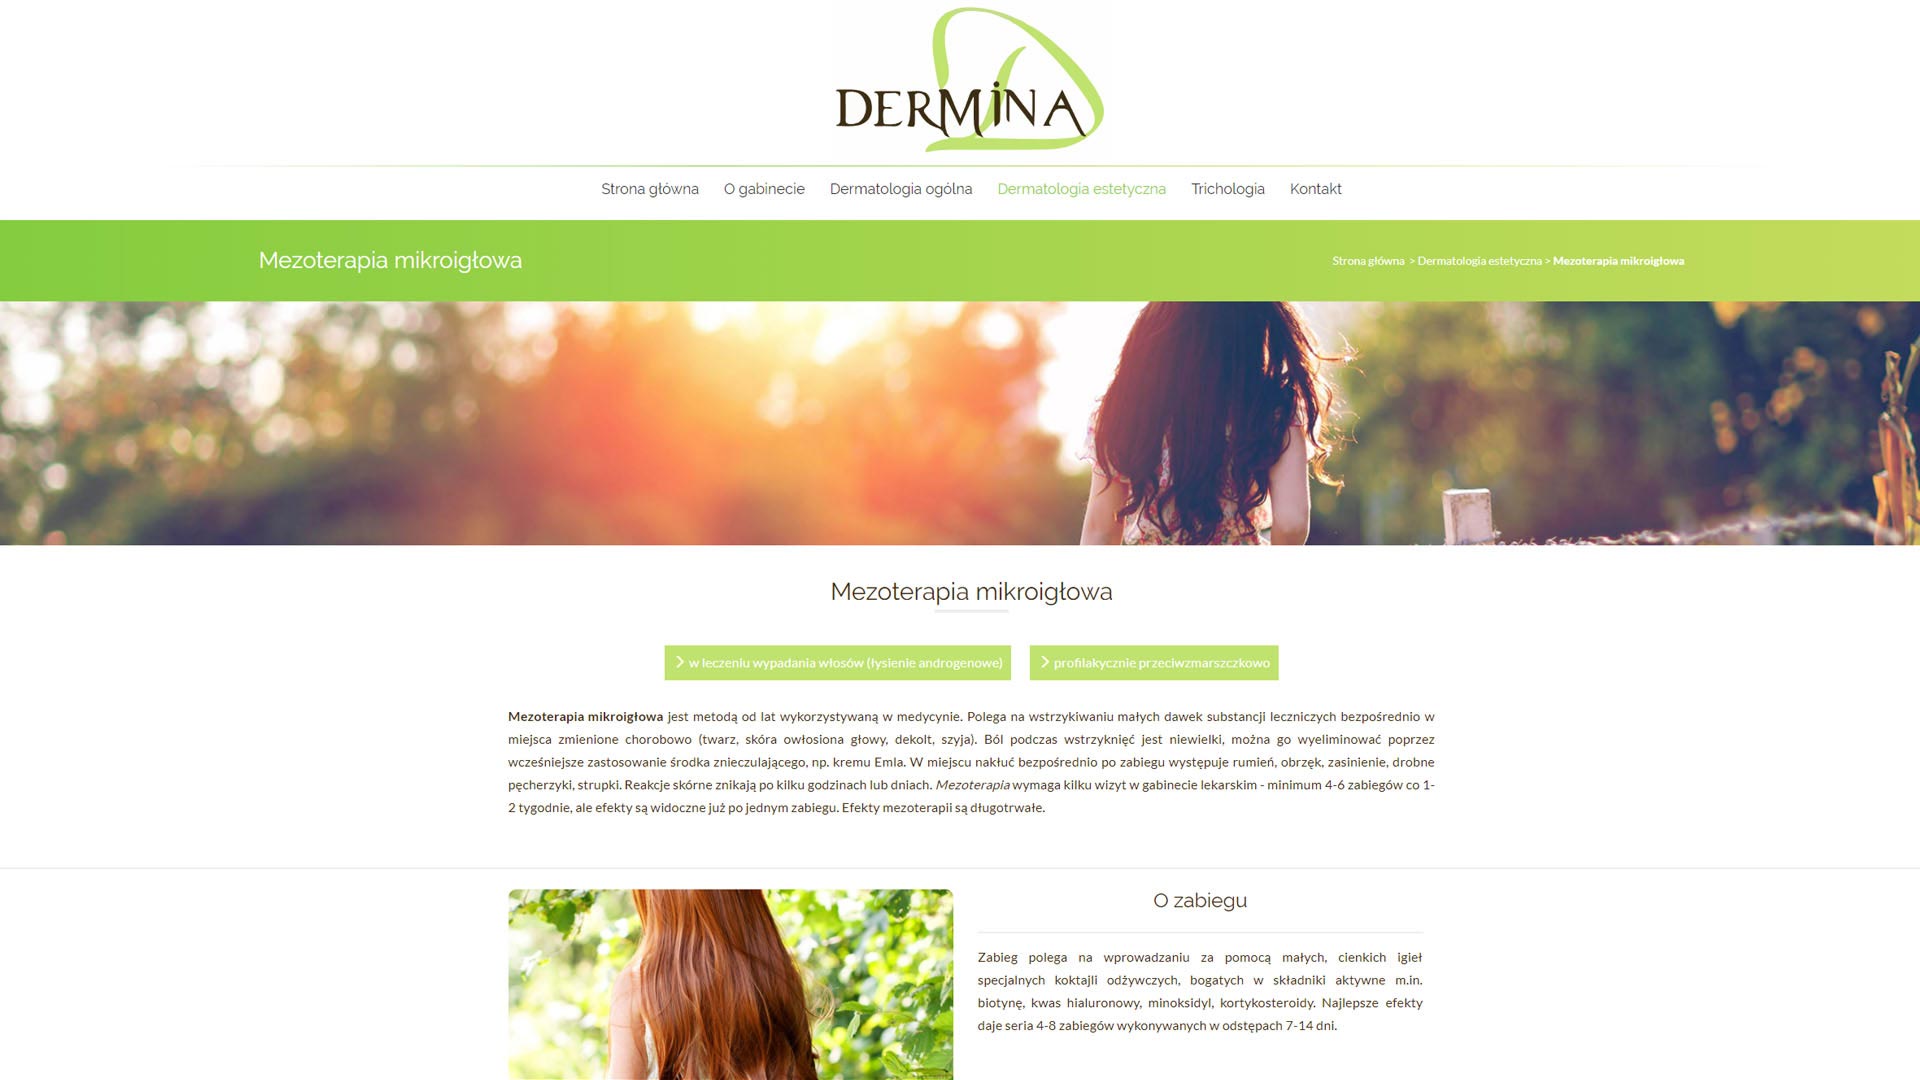 DERMINA
Strona główna O gabinecie Dermatologia ogólna Dermatologia estetyczna Trichologia Kontakt
Mezoterapia mikroigłowa
Strona główna > Dermatologia estetyczna > Mezoterapia mikroigłowa
Mezoterapia mikroigłowa
w leczeniu wypadania włosów (łysienie androgenowe)
profilakycznie przeciwzmarszczkowo
Mezoterapia mikroigłowa jest metodą od lat wykorzystywaną w medycynie. Polega na wstrzykiwaniu małych dawek substancji leczniczych bezpośrednio w
miejsca zmienione chorobowo (twarz, skóra owłosiona głowy, dekolt, szyja). Ból podczas wstrzyknięć jest niewielki, można go wyeliminować poprzez
wcześniejsze zastosowanie środka znieczulającego, np. kremu Emla. W miejscu nakłuć bezpośrednio po zabiegu występuje rumień, obrzęk, zasinienie, drobne
pęcherzyki, strupki. Reakcje skórne znikają po kilku godzinach lub dniach. Mezoterapia wymaga kilku wizyt w gabinecie lekarskim - minimum 4-6 zabiegów co 1-
2 tygodnie, ale efekty są widoczne już po jednym zabiegu. Efekty mezoterapii są długotrwałe.
O zabiegu
Zabieg polega na wprowadzaniu za pomocą małych, cienkich igieł
specjalnych koktajli odżywczych, bogatych w składniki aktywne m.in.
biotynę, kwas hialuronowy, minoksidyl, kortykosteroidy. Najlepsze efekty
daje seria 4-8 zabiegów wykonywanych w odstępach 7-14 dni.